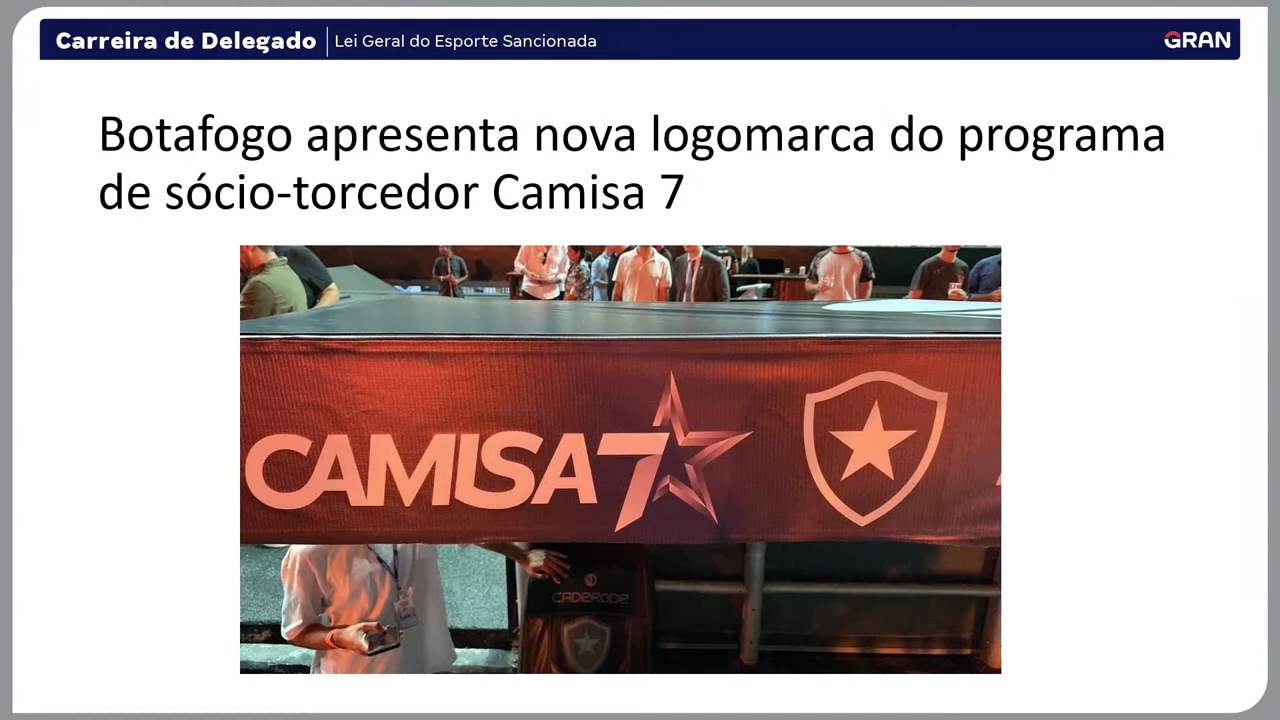 Carreira de Delegado
Lei Geral do Esporte Sancionada
GRAN
Botafogo apresenta nova logomarca do programa
de sócio-torcedor Camisa 7
CAMISA 7
CADERODE